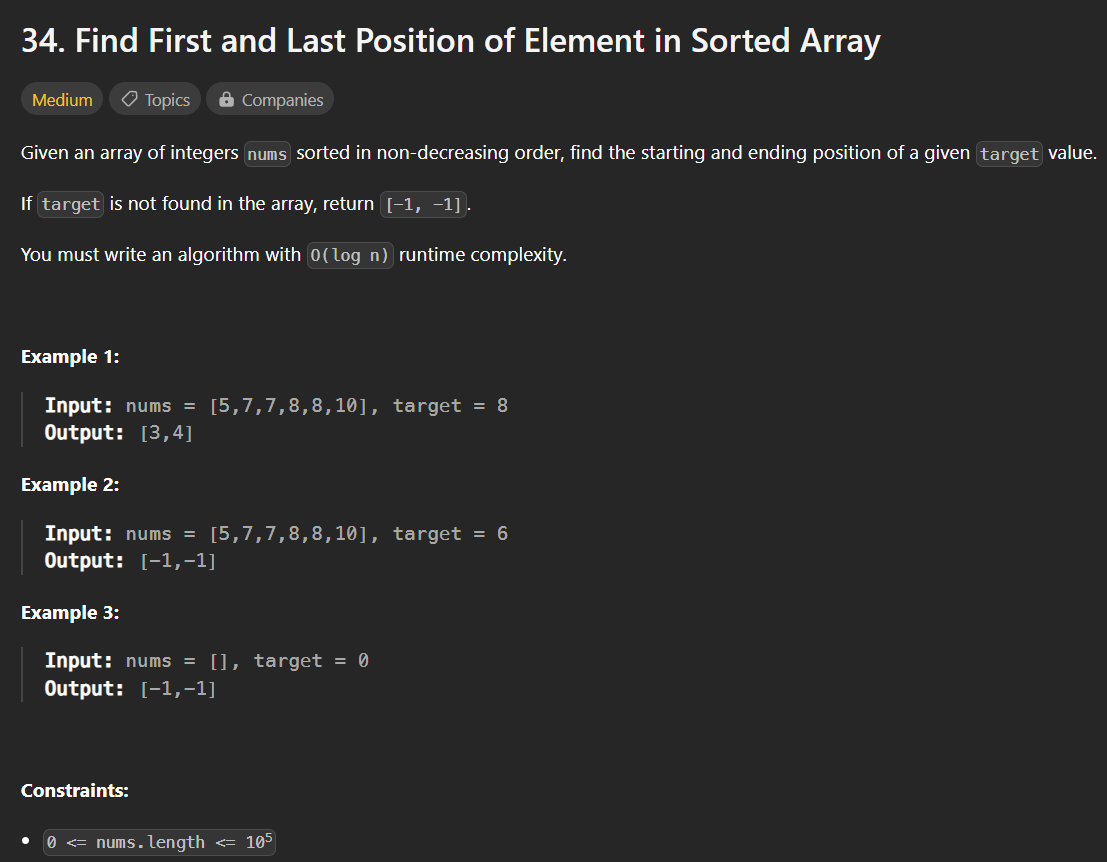 34. Find First and Last Position of Element in Sorted Array
Medium Topics Companies
Given an array of integers nums sorted in non-decreasing order, find the starting and ending position of a given target value.
If target is not found in the array, return [-1, -1].
You must write an algorithm with O(log n) runtime complexity.
Example 1:
Input: nums = [5,7,7,8,8,10], target = 8
Output: [3,4]
Example 2:
Input: nums = [5,7,7,8,8,10], target = 6
Output: [-1,-1]
Example 3:
Input: nums = [], target = 0
Output: [-1,-1]
Constraints:
• 0 <= nums.length <= 10⁵